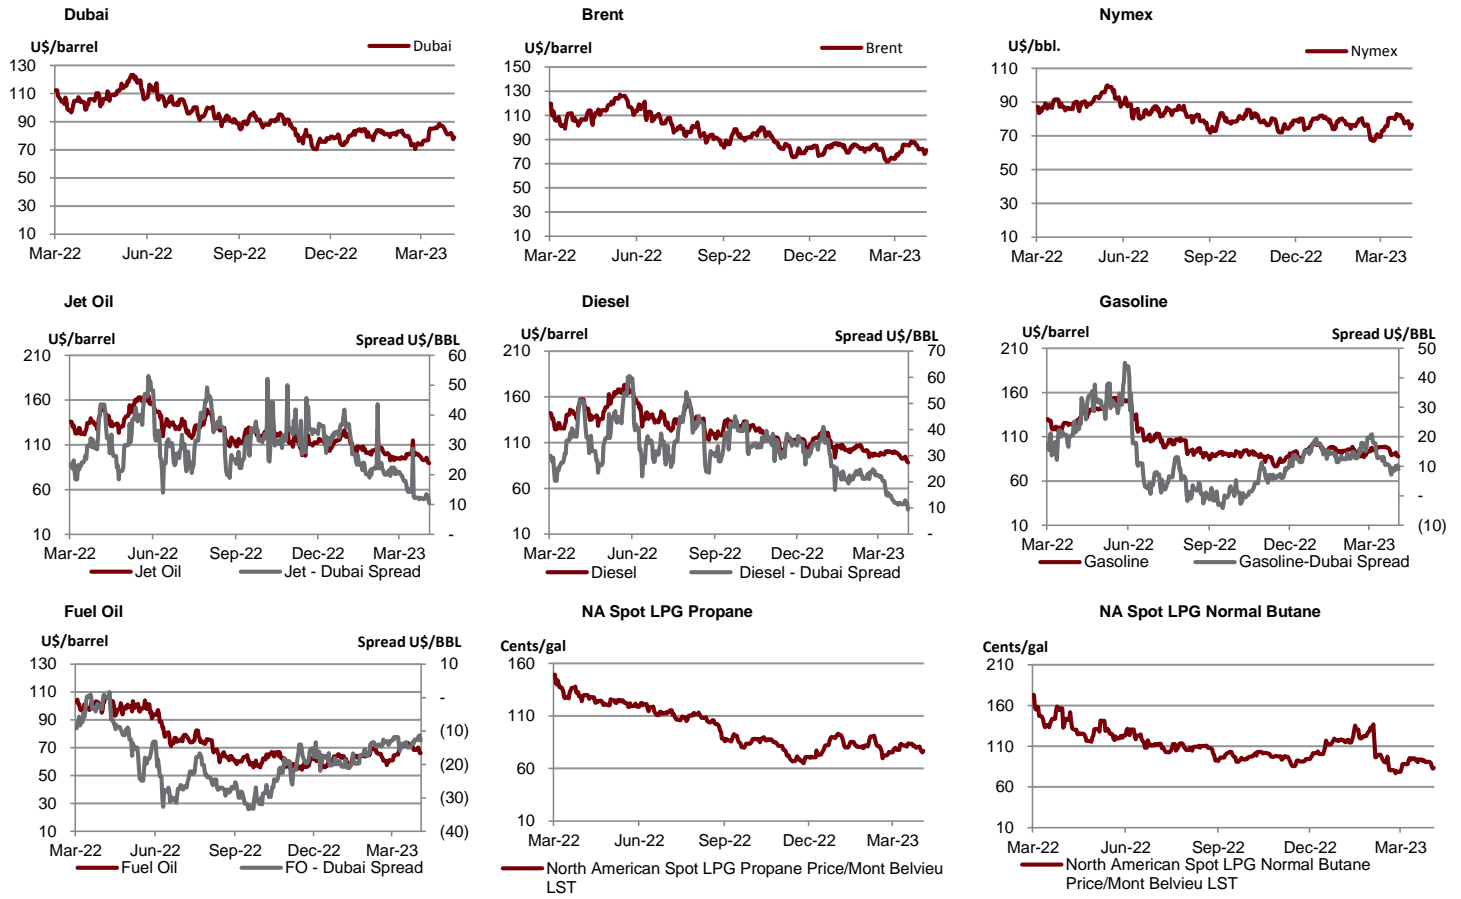 Dubai
U$/barrel
Dubai
130
110
90
70
50
30
10
Mar-22 Jun-22 Sep-22 Dec-22 Mar-23
Brent
U$/barrel
Brent
150
130
110
90
70
50
30
10
Mar-22 Jun-22 Sep-22 Dec-22 Mar-23
Nymex
U$/bbl.
Nymex
110
90
70
50
30
10
Mar-22 Jun-22 Sep-22 Dec-22 Mar-23
Jet Oil
U$/barrel Spread U$/BBL
210
160
110
60
10
60
50
40
30
20
10
-
Mar-22 Jun-22 Sep-22 Dec-22 Mar-23
Jet Oil Jet - Dubai Spread
Diesel
U$/barrel Spread U$/BBL
210
160
110
60
10
70
60
50
40
30
20
10
-
Mar-22 Jun-22 Sep-22 Dec-22 Mar-23
Diesel Diesel - Dubai Spread
Gasoline
U$/barrel Spread U$/BBL
210
160
110
60
10
50
40
30
20
10
-
(10)
Mar-22 Jun-22 Sep-22 Dec-22 Mar-23
Gasoline Gasoline-Dubai Spread
Fuel Oil
U$/barrel Spread U$/BBL
130
110
90
70
50
30
10
10
-
(10)
(20)
(30)
(40)
Mar-22 Jun-22 Sep-22 Dec-22 Mar-23
Fuel Oil FO - Dubai Spread
NA Spot LPG Propane
Cents/gal
160
110
60
10
Mar-22 Jun-22 Sep-22 Dec-22 Mar-23
North American Spot LPG Propane Price/Mont Belvieu
LST
NA Spot LPG Normal Butane
Cents/gal
210
160
110
60
10
Mar-22 Jun-22 Sep-22 Dec-22 Mar-23
North American Spot LPG Normal Butane
Price/Mont Belvieu LST